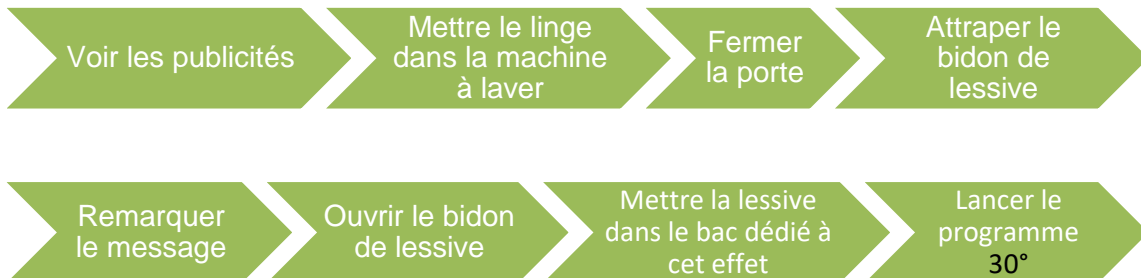 Voir les publicités
Mettre le linge
dans la machine
à laver
Fermer
la porte
Attraper le
bidon de
lessive
Remarquer
le message
Ouvrir le bidon
de lessive
Mettre la lessive
dans le bac dédié à
cet effet
Lancer le
programme
30°